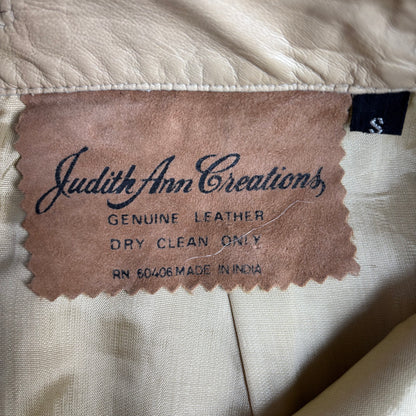 Judith Ann Creations
GENUINE LEATHER
DRY CLEAN ONLY
RN 60406 MADE IN INDIA
S